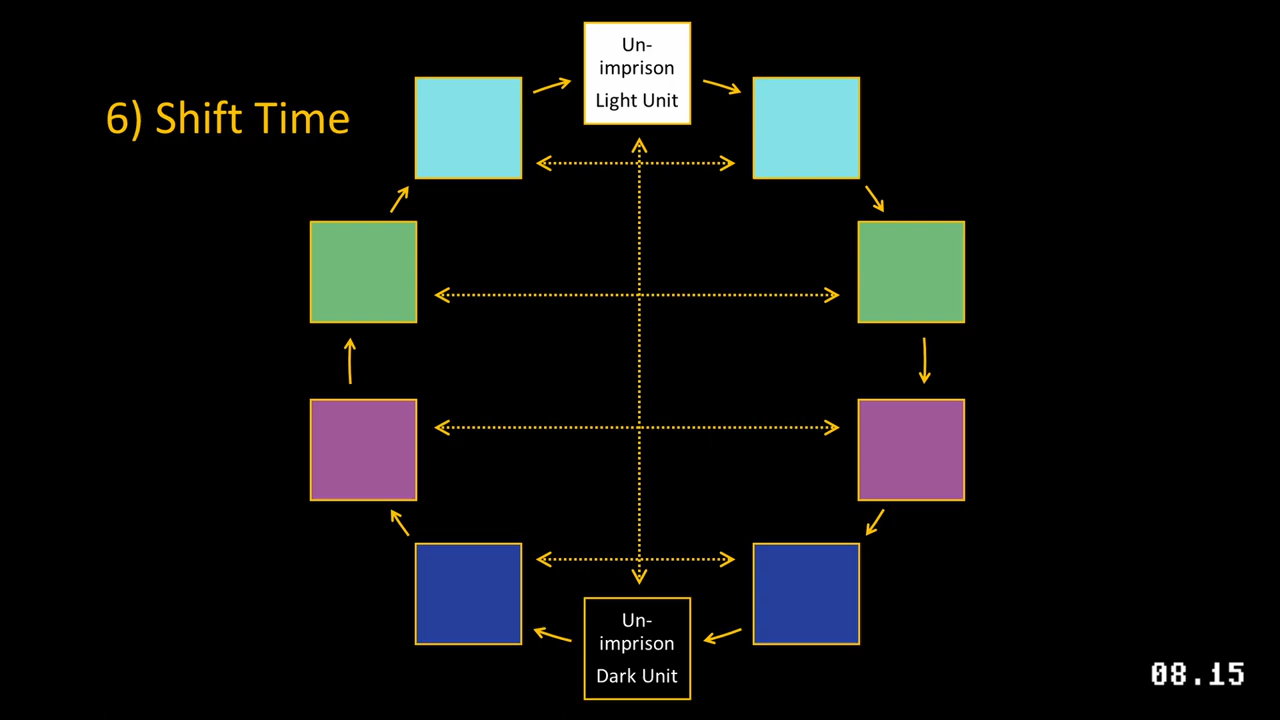 Un-
imprison
Light Unit
6) Shift Time
Un-
imprison
Dark Unit
08.15